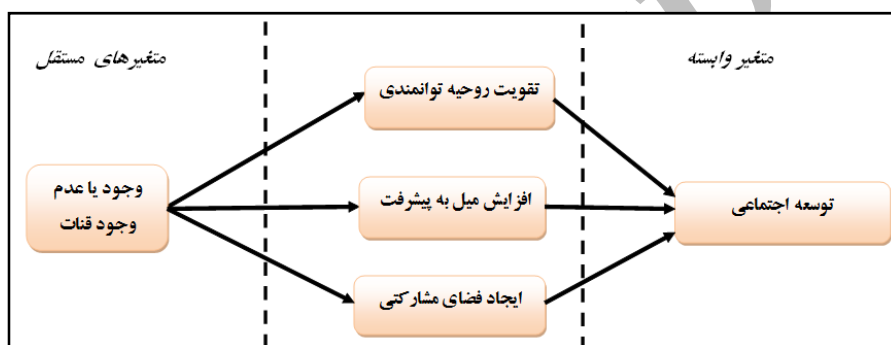 متغیر وابسته
متغیرهای مستقل
تقویت روحیه توانمندی
وجود یا عدم
وجود قنات
افزایش میل به پیشرفت
توسعه اجتماعی
ایجاد فضای مشارکتی